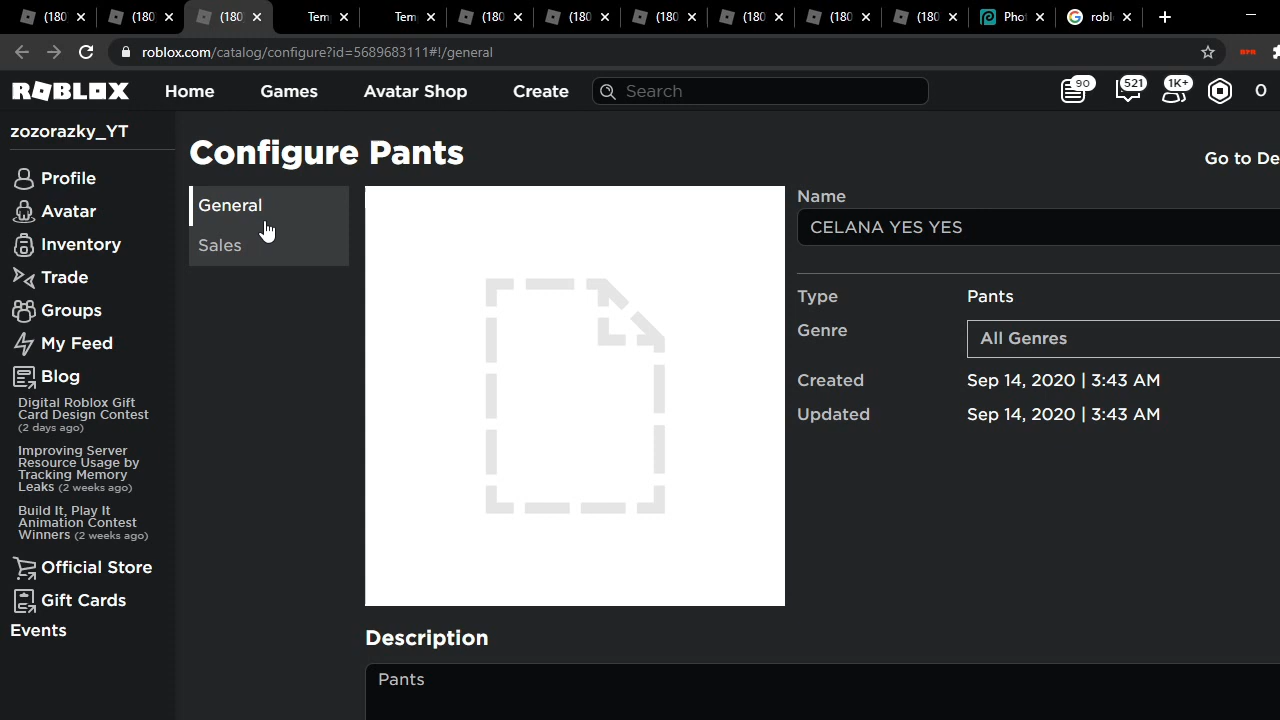 (180 (180 (180 Tem Tem (180 (180 (180 (180 (180 (180 Pho robl
roblox.com/catalog/configure?id=5689683111#!/general
ROBLOX Home Games Avatar Shop Create Search 90 521 1K+ 0
zozorazky_YT
Configure Pants
Go to De
Profile
Avatar
Inventory
Trade
Groups
My Feed
Blog
Digital Roblox Gift
Card Design Contest
(2 days ago)
Improving Server
Resource Usage by
Tracking Memory
Leaks (2 weeks ago)
Build It, Play It
Animation Contest
Winners (2 weeks ago)
Official Store
Gift Cards
Events
General
Sales
Name
CELANA YES YES
Type Pants
Genre All Genres
Created Sep 14, 2020 | 3:43 AM
Updated Sep 14, 2020 | 3:43 AM
Description
Pants